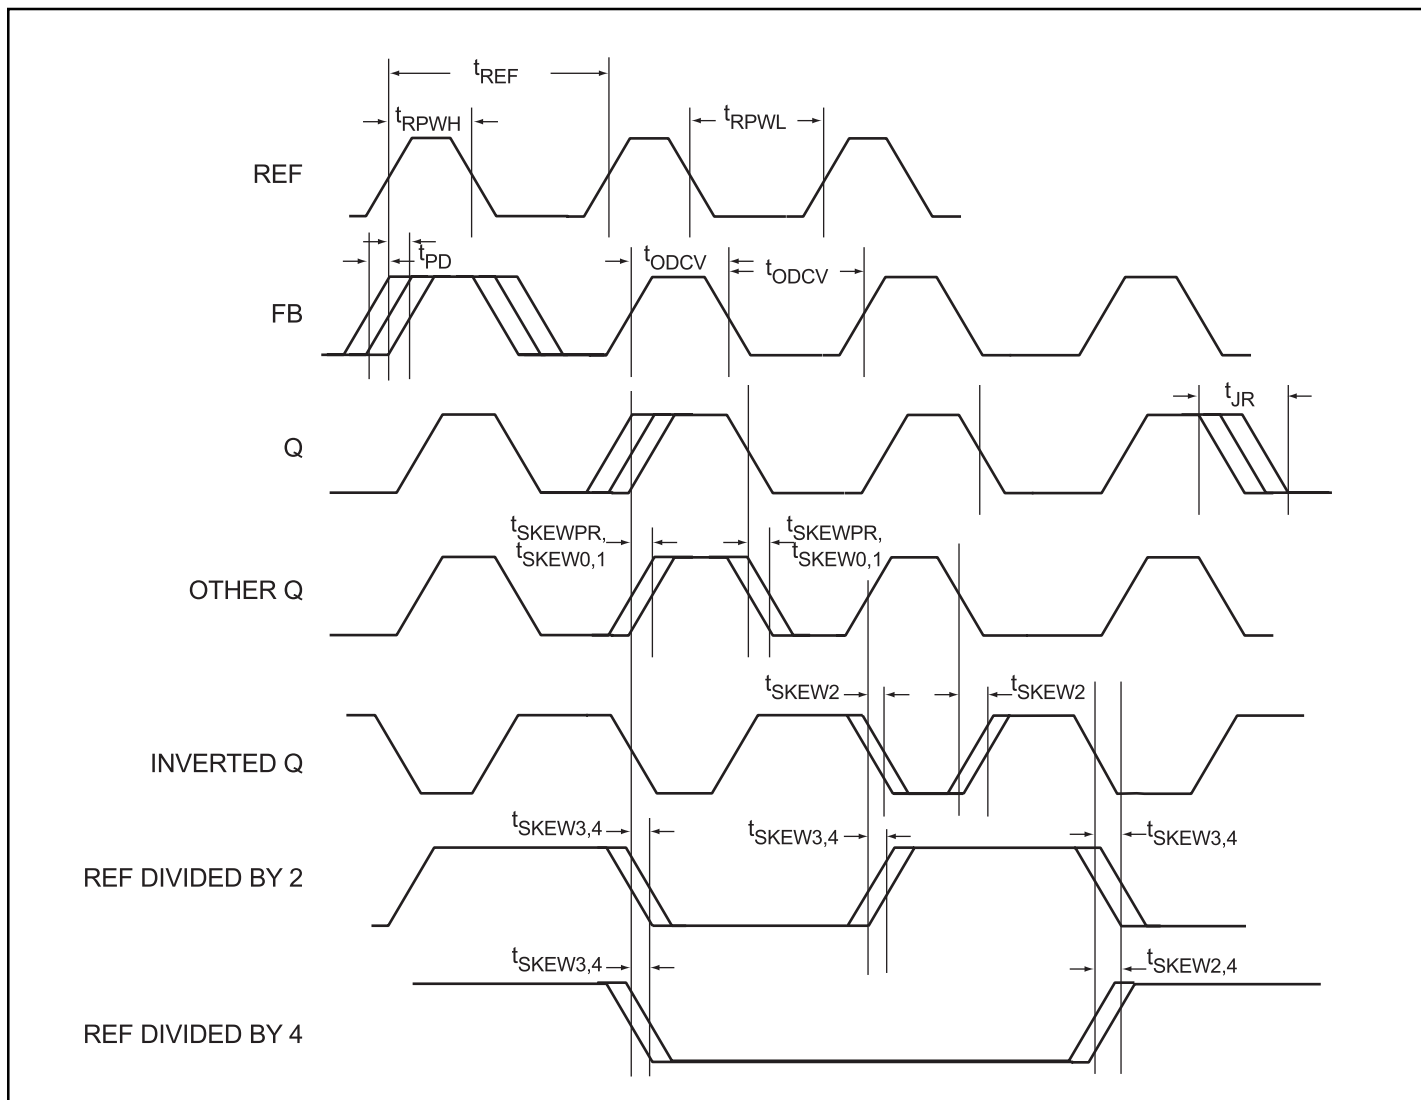 tREF
tRPWH
tRPWL
REF
tPD
tODCV
tODCV
FB
tJR
Q
tSKEWPR,
tSKEW0,1
tSKEWPR,
tSKEW0,1
OTHER Q
tSKEW2
tSKEW2
INVERTED Q
tSKEW3,4
tSKEW3,4
tSKEW3,4
REF DIVIDED BY 2
tSKEW3,4
tSKEW2,4
REF DIVIDED BY 4